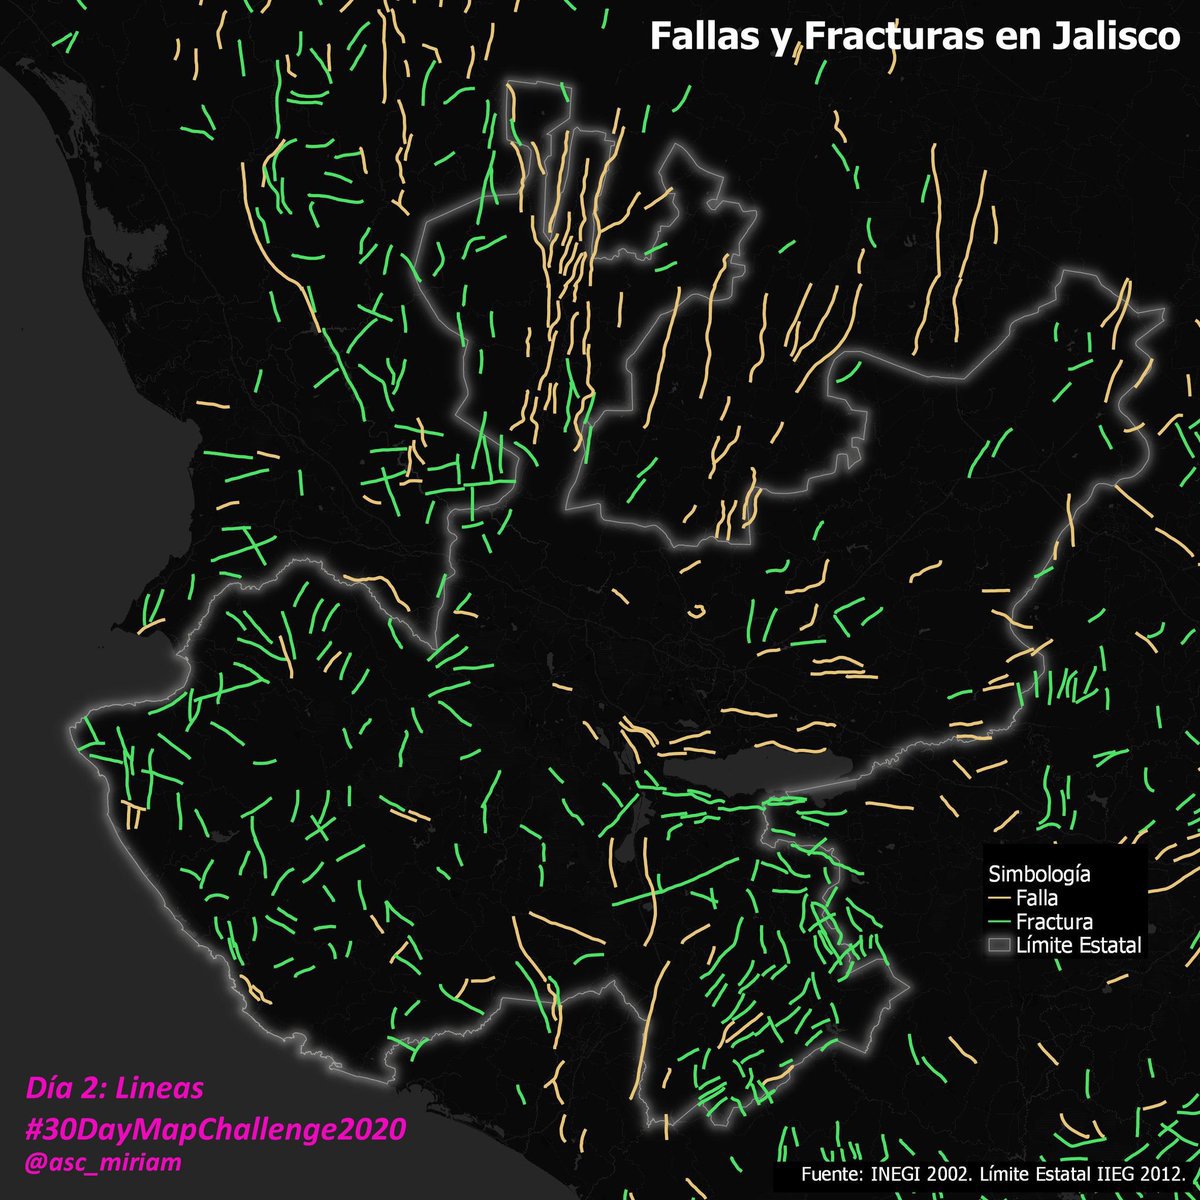 Fallas y Fracturas en Jalisco
Simbología
Falla
Fractura
Límite Estatal
Día 2: Lineas
#30DayMapChallenge2020
@asc_miriam
Fuente: INEGI 2002. Límite Estatal IIEG 2012.